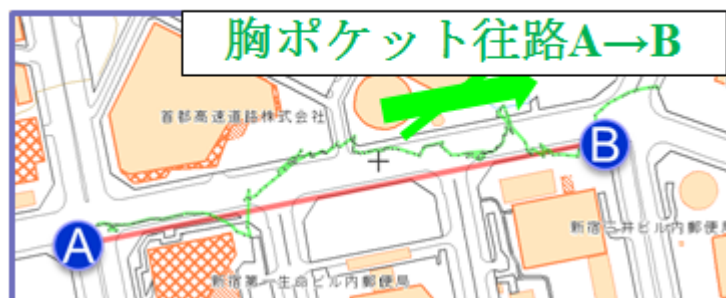 胸ポケット往路A→B
首都高速道路株式会社
B
新宿三井ビル内郵便局
A
新宿第一生命ビル内郵便局